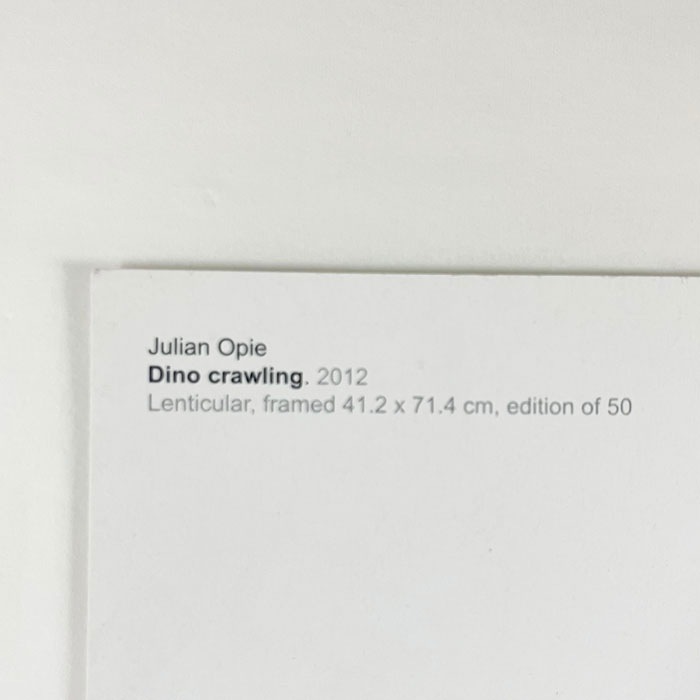 Julian Opie
Dino crawling. 2012
Lenticular, framed 41.2 x 71.4 cm, edition of 50